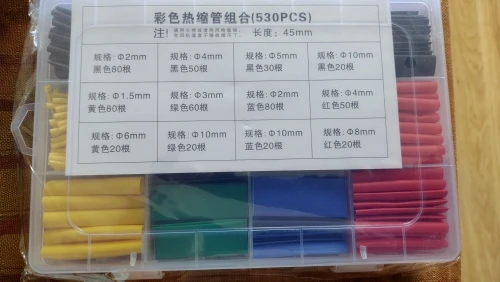 彩色热缩管组合(530PCS)
注! 长度: 45mm
规格: Φ2mm 规格: Φ4mm 规格: Φ5mm 规格: Φ10mm
黑色80根 黑色50根 黑色30根 黑色20根
规格: Φ1.5mm 规格: Φ3mm 规格: Φ2mm 规格: Φ4mm
黄色80根 绿色60根 蓝色80根 红色50根
规格: Φ6mm 规格: Φ10mm 规格: Φ10mm 规格: Φ8mm
黄色20根 绿色20根 蓝色20根 红色20根